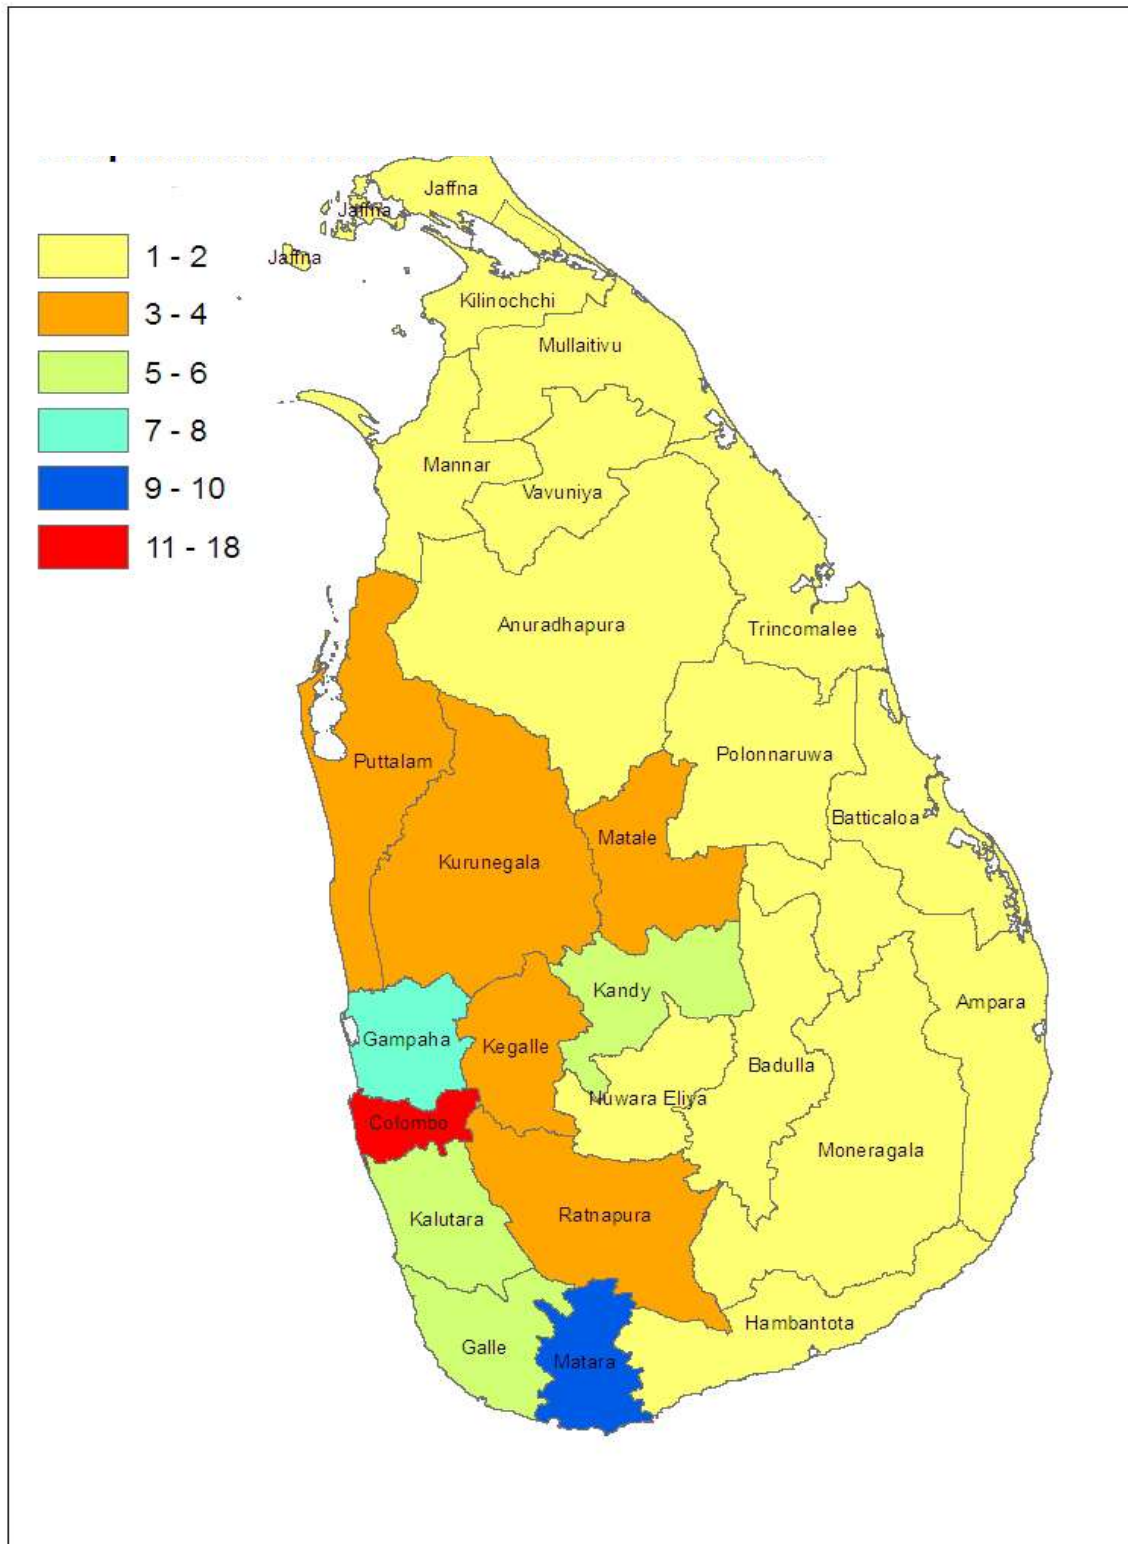 Jaffna
Jaffna
Jaffna
1 - 2
3 - 4
5 - 6
7 - 8
9 - 10
11 - 18
Kilinochchi
Mullaitivu
Mannar
Vavuniya
Anuradhapura
Trincomalee
Puttalam
Polonnaruwa
Batticaloa
Matale
Kurunegala
Kandy
Ampara
Gampaha
Kegalle
Badulla
Nuwara Eliya
Colombo
Moneragala
Kalutara
Ratnapura
Hambantota
Galle
Matara